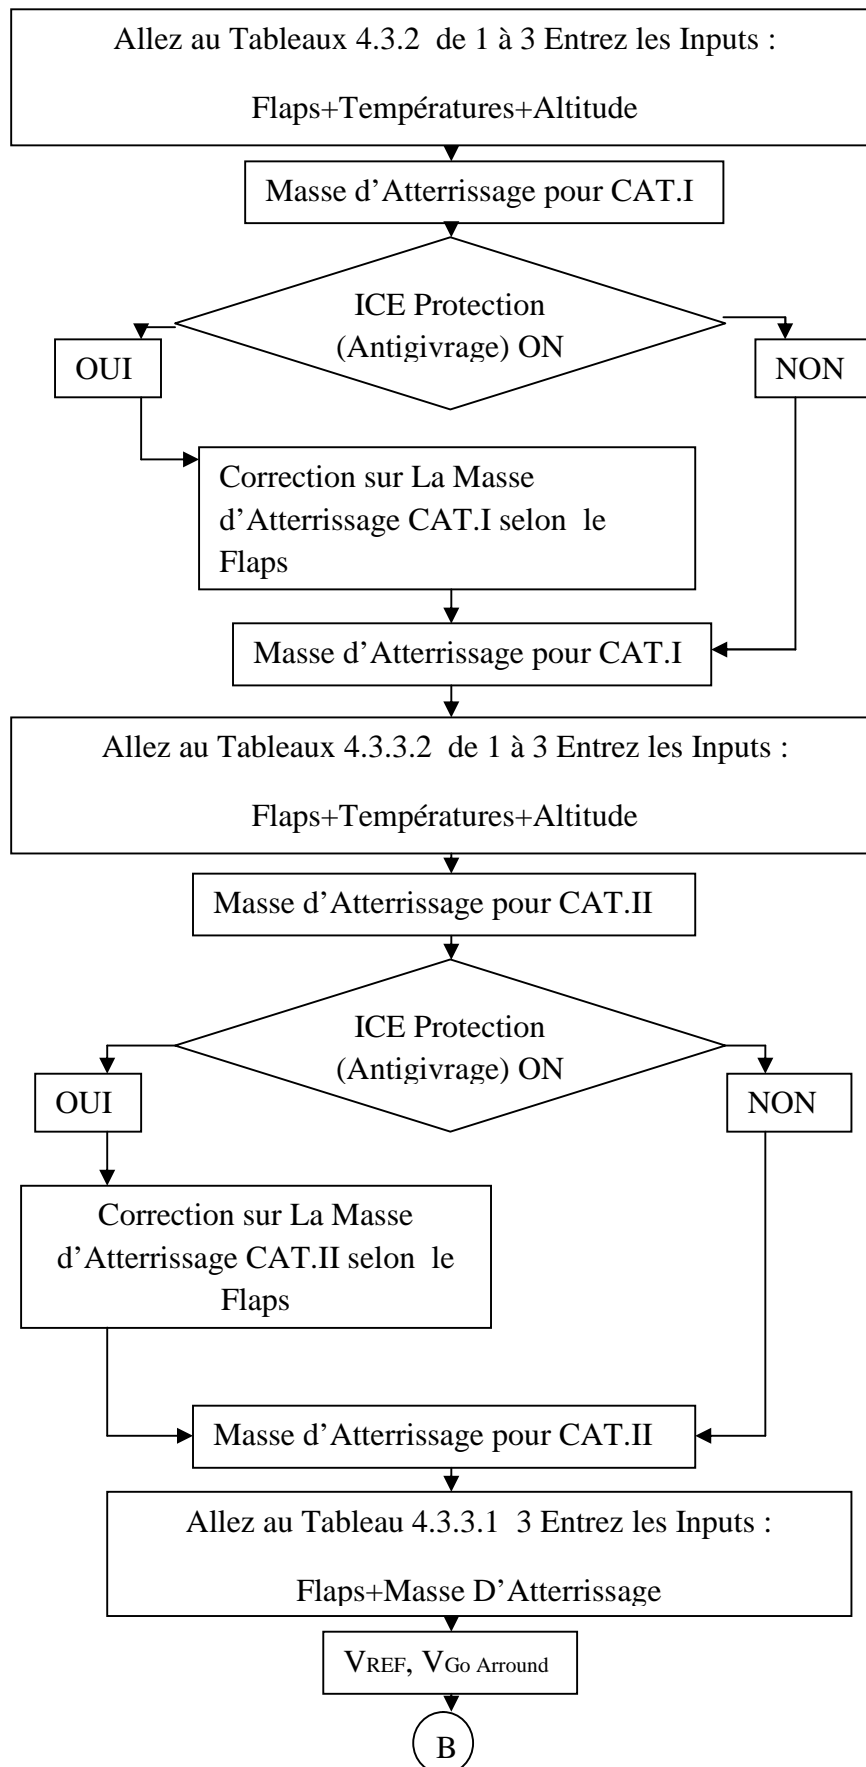 Allez au Tableaux 4.3.2  de 1 à 3 Entrez les Inputs :
Flaps+Températures+Altitude
Masse d’Atterrissage pour CAT.I
ICE Protection
(Antigivrage) ON
OUI
NON
Correction sur La Masse
d’Atterrissage CAT.I selon  le
Flaps
Masse d’Atterrissage pour CAT.I
Allez au Tableaux 4.3.3.2  de 1 à 3 Entrez les Inputs :
Flaps+Températures+Altitude
Masse d’Atterrissage pour CAT.II
ICE Protection
(Antigivrage) ON
OUI
NON
Correction sur La Masse
d’Atterrissage CAT.II selon  le
Flaps
Masse d’Atterrissage pour CAT.II
Allez au Tableau 4.3.3.1  3 Entrez les Inputs :
Flaps+Masse D’Atterrissage
VREF, VGo Arround
B